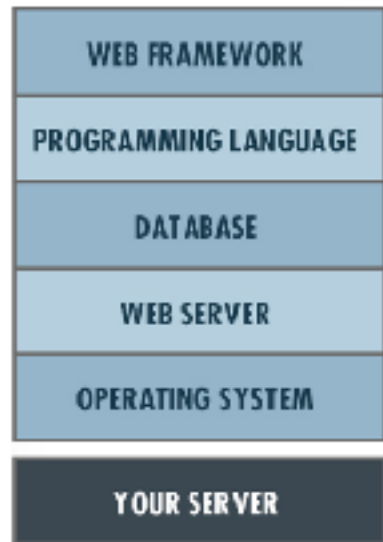 WEB FRAMEWORK
PROGRAMMING LANGUAGE
DATABASE
WEB SERVER
OPERATING SYSTEM
YOUR SERVER